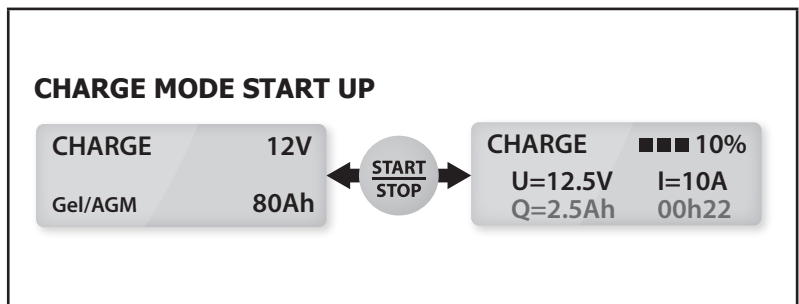 CHARGE MODE START UP
CHARGE 12V
Gel/AGM 80Ah
START
STOP
CHARGE ■■■ 10%
U=12.5V I=10A
Q=2.5Ah 00h22